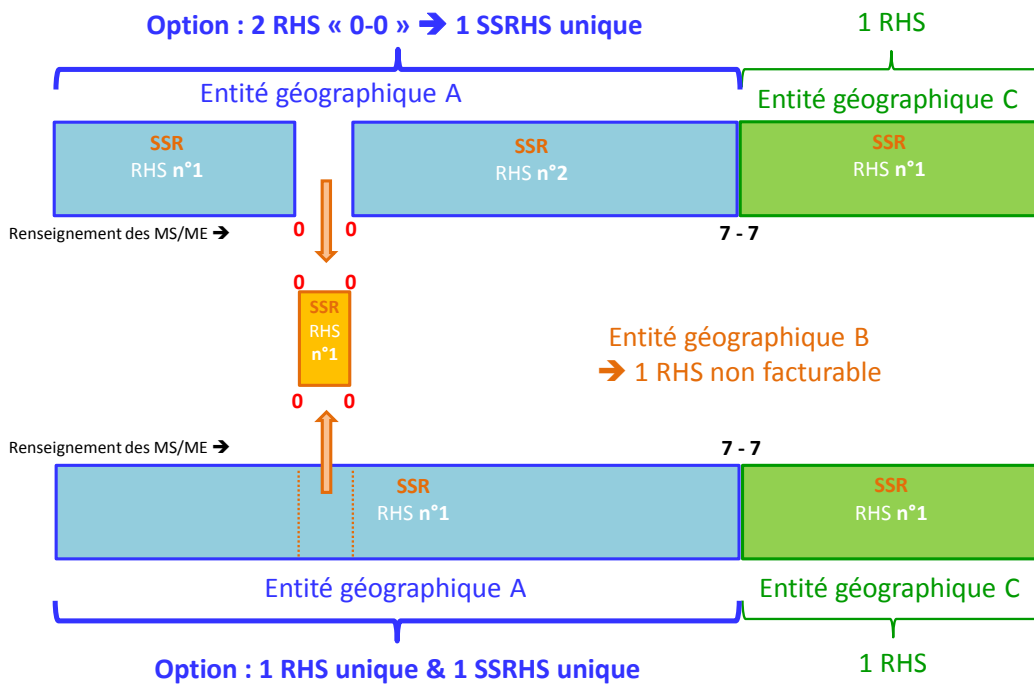 Option : 2 RHS « 0-0 » ➔ 1 SSRHS unique
1 RHS
Entité géographique A
Entité géographique C
SSR
RHS n°1
SSR
RHS n°2
SSR
RHS n°1
Renseignement des MS/ME ➔
0 0
7 - 7
0 0
SSR
RHS
n°1
Entité géographique B
➔ 1 RHS non facturable
0 0
Renseignement des MS/ME ➔
7 - 7
SSR
RHS n°1
SSR
RHS n°1
Entité géographique A
Entité géographique C
Option : 1 RHS unique & 1 SSRHS unique
1 RHS